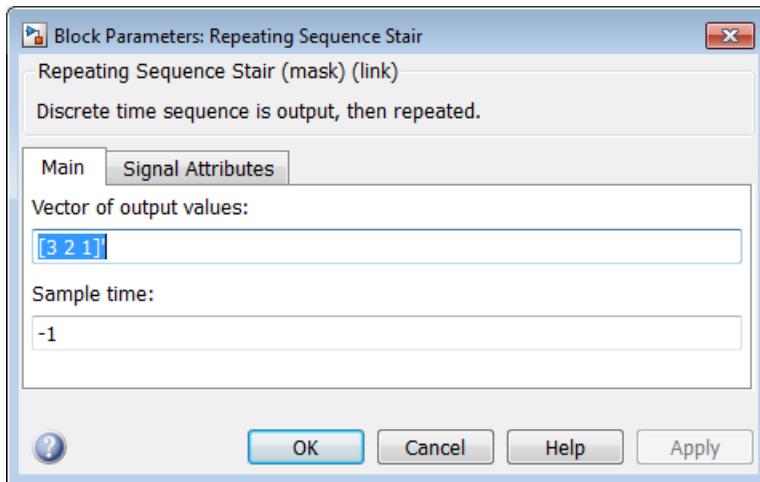 Block Parameters: Repeating Sequence Stair
Repeating Sequence Stair (mask) (link)
Discrete time sequence is output, then repeated.
Main Signal Attributes
Vector of output values:
[3 2 1]'
Sample time:
-1
? OK Cancel Help Apply